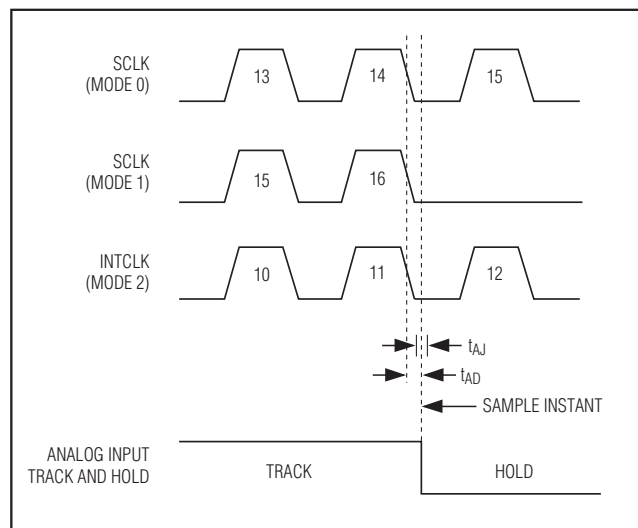 SCLK
(MODE 0)
13
14
15
SCLK
(MODE 1)
15
16
INTCLK
(MODE 2)
10
11
12
tAJ
tAD
SAMPLE INSTANT
ANALOG INPUT
TRACK AND HOLD
TRACK
HOLD